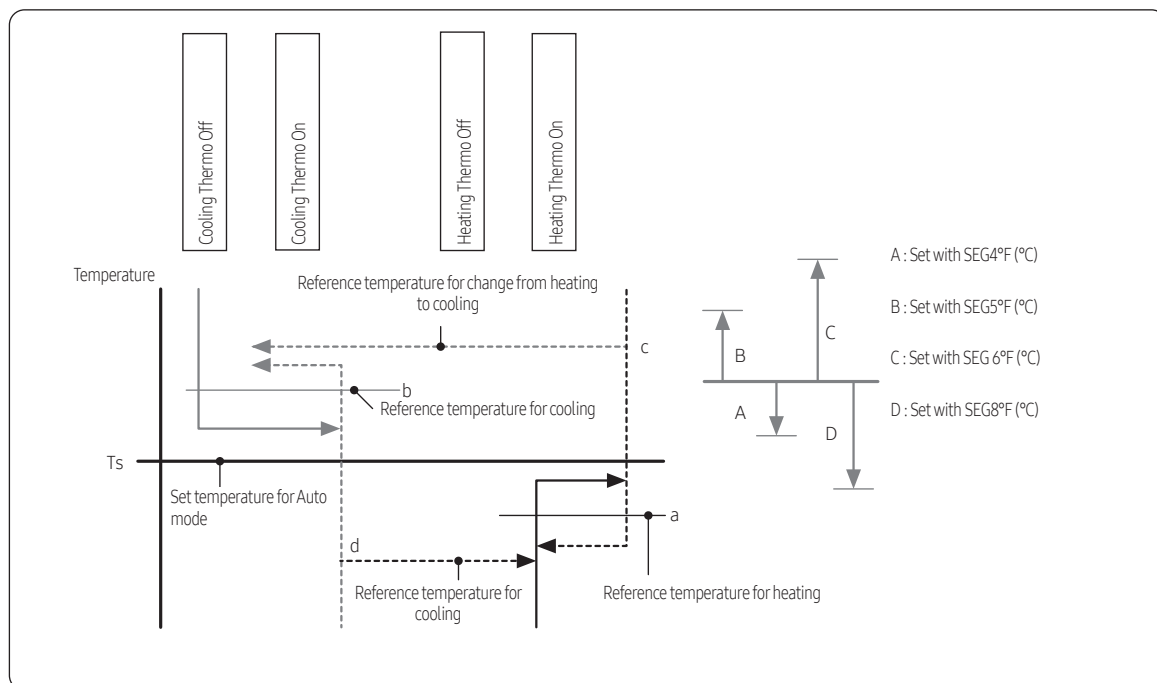 Cooling Thermo Off
Cooling Thermo On
Heating Thermo Off
Heating Thermo On
Temperature
Reference temperature for change from heating
to cooling
c
b
Reference temperature for cooling
Ts
Set temperature for Auto
mode
a
d
Reference temperature for
cooling
Reference temperature for heating
B
C
A
D
A : Set with SEG4°F (°C)
B : Set with SEG5°F (°C)
C : Set with SEG 6°F (°C)
D : Set with SEG8°F (°C)